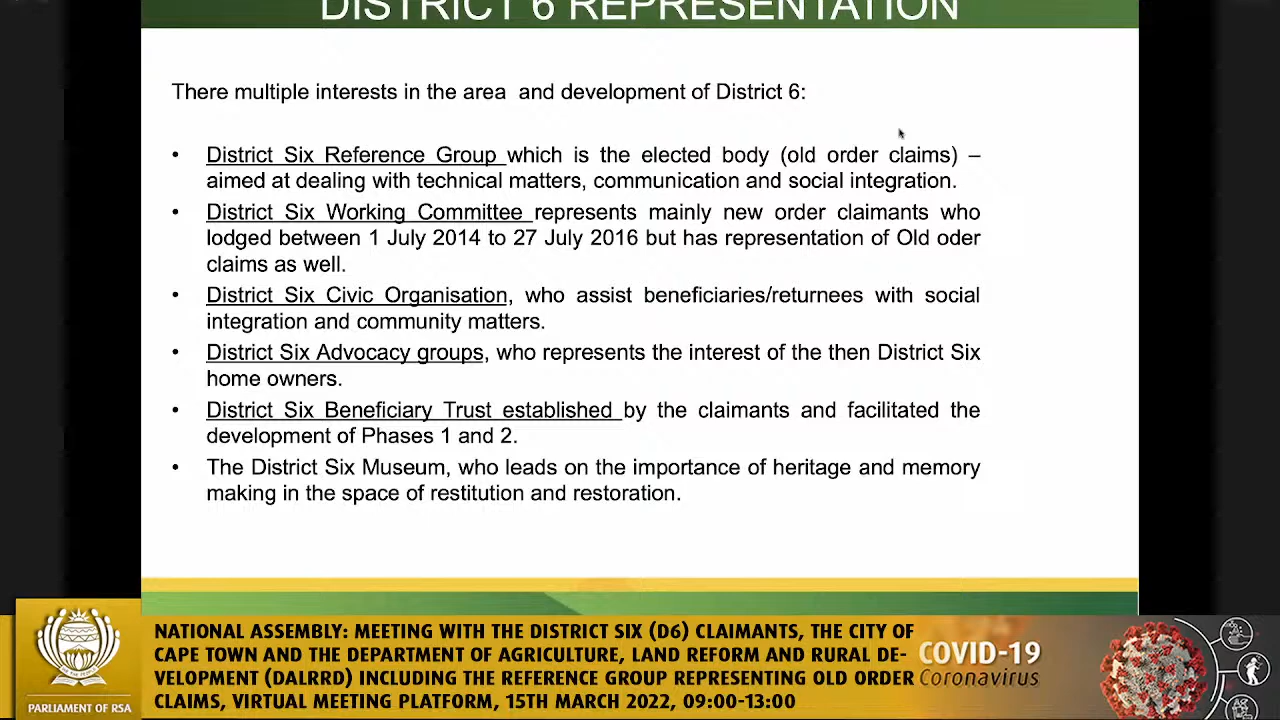 DISTRICT 6 REPRESENTATION
There multiple interests in the area and development of District 6:
• District Six Reference Group which is the elected body (old order claims) –
aimed at dealing with technical matters, communication and social integration.
• District Six Working Committee represents mainly new order claimants who
lodged between 1 July 2014 to 27 July 2016 but has representation of Old oder
claims as well.
• District Six Civic Organisation, who assist beneficiaries/returnees with social
integration and community matters.
• District Six Advocacy groups, who represents the interest of the then District Six
home owners.
• District Six Beneficiary Trust established by the claimants and facilitated the
development of Phases 1 and 2.
• The District Six Museum, who leads on the importance of heritage and memory
making in the space of restitution and restoration.
NATIONAL ASSEMBLY: MEETING WITH THE DISTRICT SIX (D6) CLAIMANTS, THE CITY OF
CAPE TOWN AND THE DEPARTMENT OF AGRICULTURE, LAND REFORM AND RURAL DE-
VELOPMENT (DALRRD) INCLUDING THE REFERENCE GROUP REPRESENTING OLD ORDER
CLAIMS, VIRTUAL MEETING PLATFORM, 15TH MARCH 2022, 09:00-13:00
PARLIAMENT OF RSA
COVID-19
Coronavirus